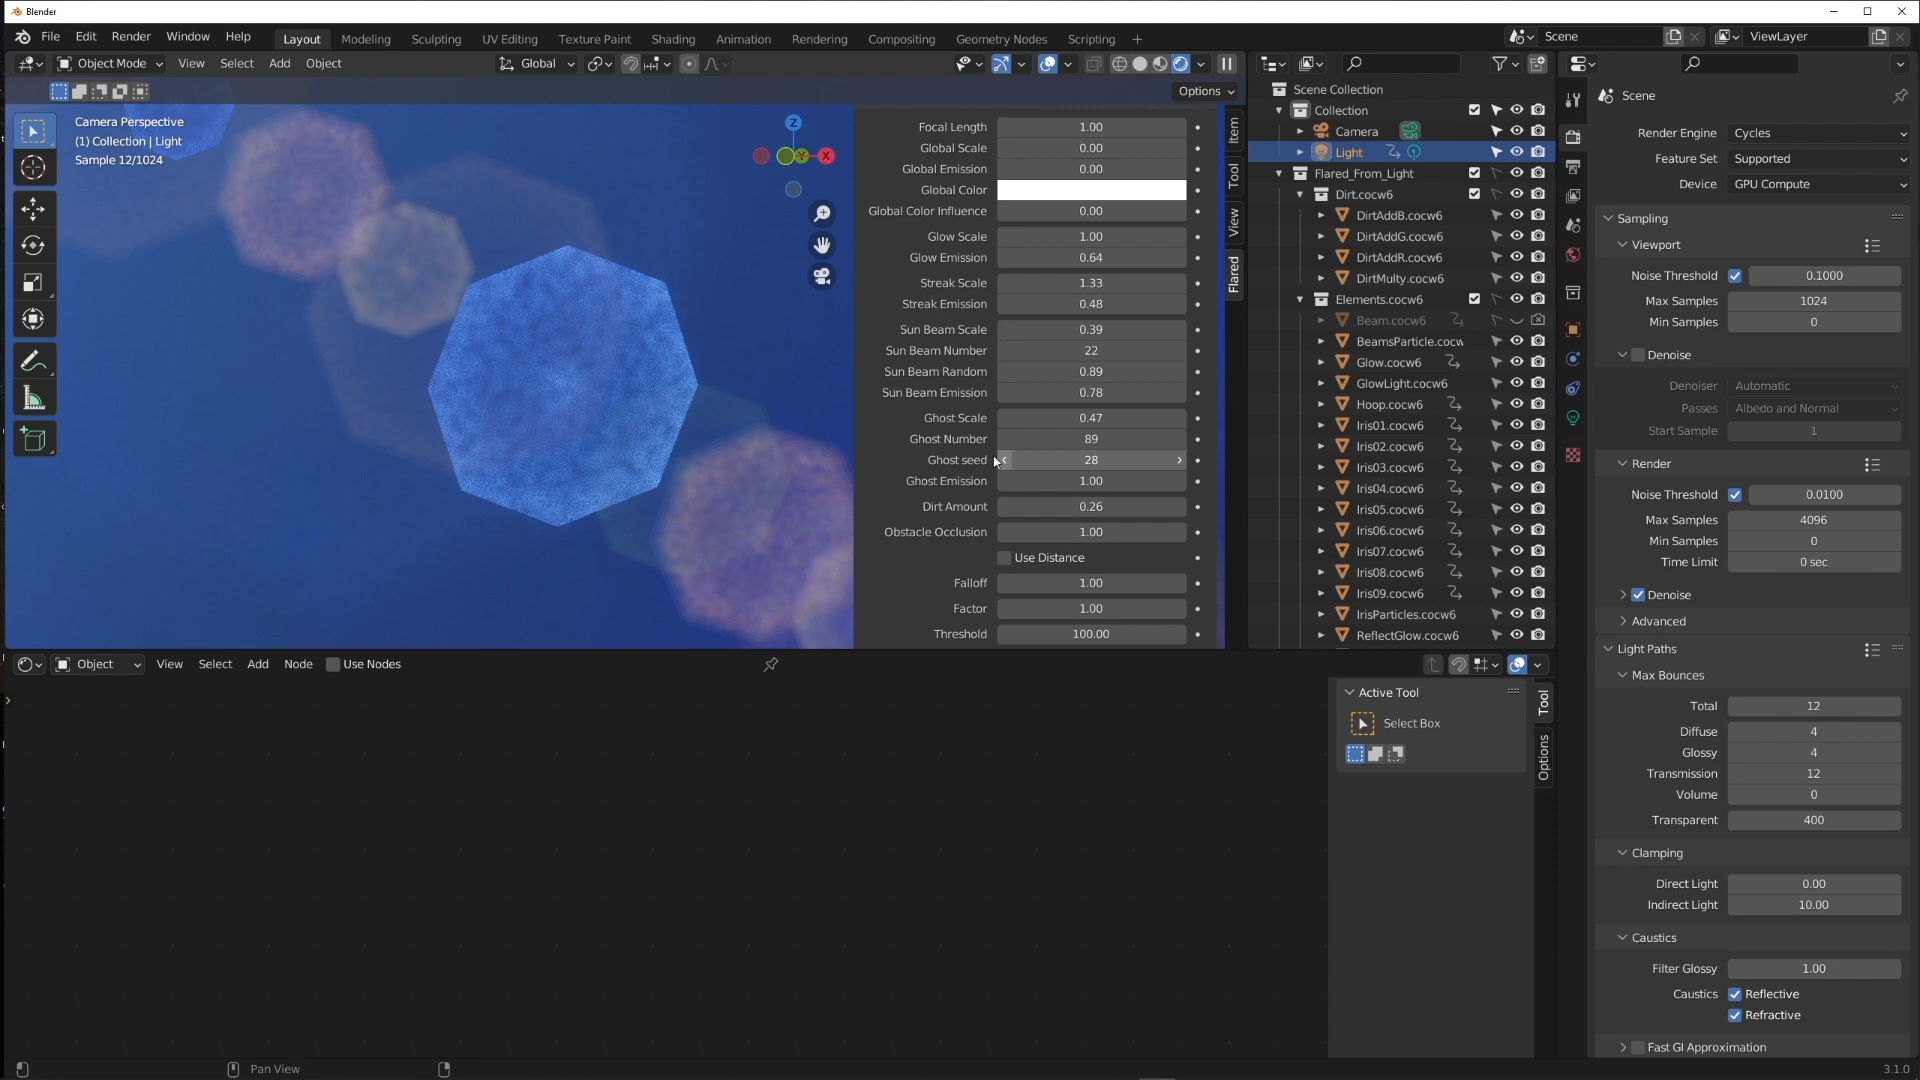 Blender
File Edit Render Window Help Layout Modeling Sculpting UV Editing Texture Paint Shading Animation Rendering Compositing Geometry Nodes Scripting + Scene ViewLayer
Object Mode View Select Add Object Global
Options
Camera Perspective
(1) Collection | Light
Sample 12/1024
Z
Y
X
Focal Length 1.00
Global Scale 0.00
Global Emission 0.00
Global Color
Global Color Influence 0.00
Glow Scale 1.00
Glow Emission 0.64
Streak Scale 1.33
Streak Emission 0.48
Sun Beam Scale 0.39
Sun Beam Number 22
Sun Beam Random 0.89
Sun Beam Emission 0.78
Ghost Scale 0.47
Ghost Number 89
Ghost seed 28
Ghost Emission 1.00
Dirt Amount 0.26
Obstacle Occlusion 1.00
Use Distance
Falloff 1.00
Factor 1.00
Threshold 100.00
Item
Tool
View
Flared
Scene Collection
Collection
Camera
Light
Flared_From_Light
Dirt.cocw6
DirtAddB.cocw6
DirtAddG.cocw6
DirtAddR.cocw6
DirtMulty.cocw6
Elements.cocw6
Beam.cocw6
BeamsParticle.cocw
Glow.cocw6
GlowLight.cocw6
Hoop.cocw6
Iris01.cocw6
Iris02.cocw6
Iris03.cocw6
Iris04.cocw6
Iris05.cocw6
Iris06.cocw6
Iris07.cocw6
Iris08.cocw6
Iris09.cocw6
IrisParticles.cocw6
ReflectGlow.cocw6
Scene
Render Engine Cycles
Feature Set Supported
Device GPU Compute
Sampling
Viewport
Noise Threshold 0.1000
Max Samples 1024
Min Samples 0
Denoise
Denoiser Automatic
Passes Albedo and Normal
Start Sample 1
Render
Noise Threshold 0.0100
Max Samples 4096
Min Samples 0
Time Limit 0 sec
Denoise
Advanced
Light Paths
Max Bounces
Total 12
Diffuse 4
Glossy 4
Transmission 12
Volume 0
Transparent 400
Clamping
Direct Light 0.00
Indirect Light 10.00
Caustics
Filter Glossy 1.00
Caustics Reflective
Refractive
Fast GI Approximation
Object View Select Add Node Use Nodes
Active Tool
Select Box
Tool
Options
Pan View
3.1.0